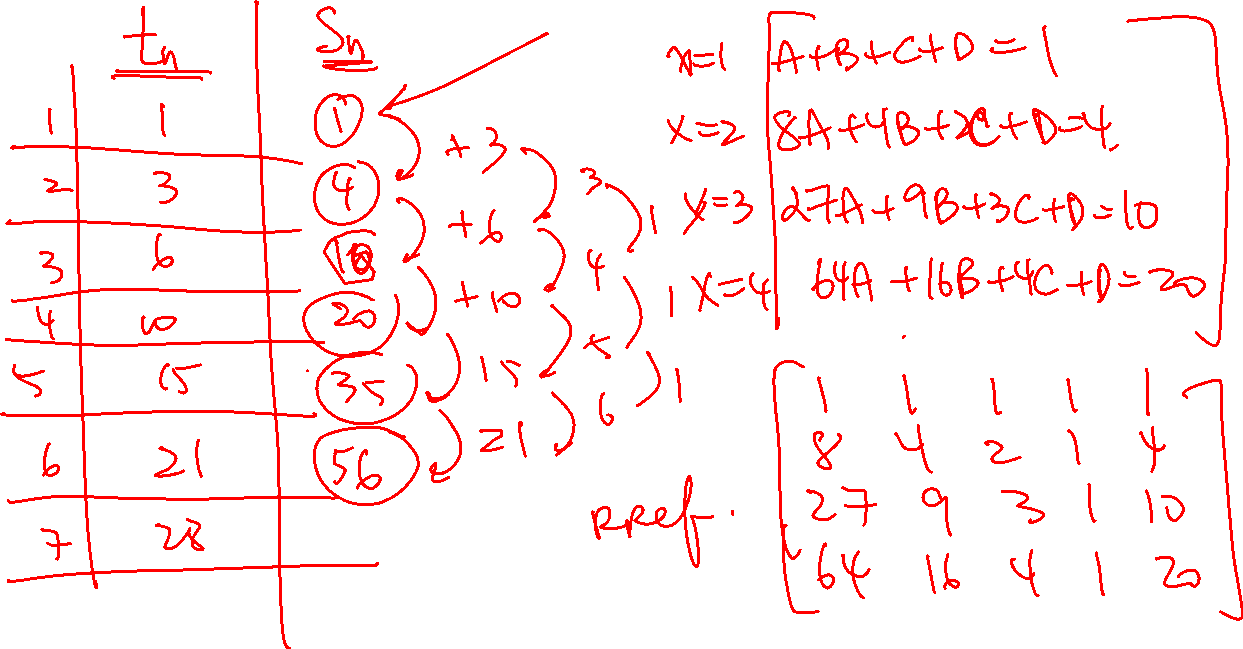 tn Sn
1 1 1
2 3 4
3 6 10
4 10 20
5 15 35
6 21 56
7 28
+3
+6
+10
15
21
3
4
5
6
1
1
1
x=1 A+B+C+D=1
x=2 8A+4B+2C+D=4
x=3 27A+9B+3C+D=10
x=4 64A+16B+4C+D=20
rref.
1 1 1 1 1
8 4 2 1 4
27 9 3 1 10
64 16 4 1 20